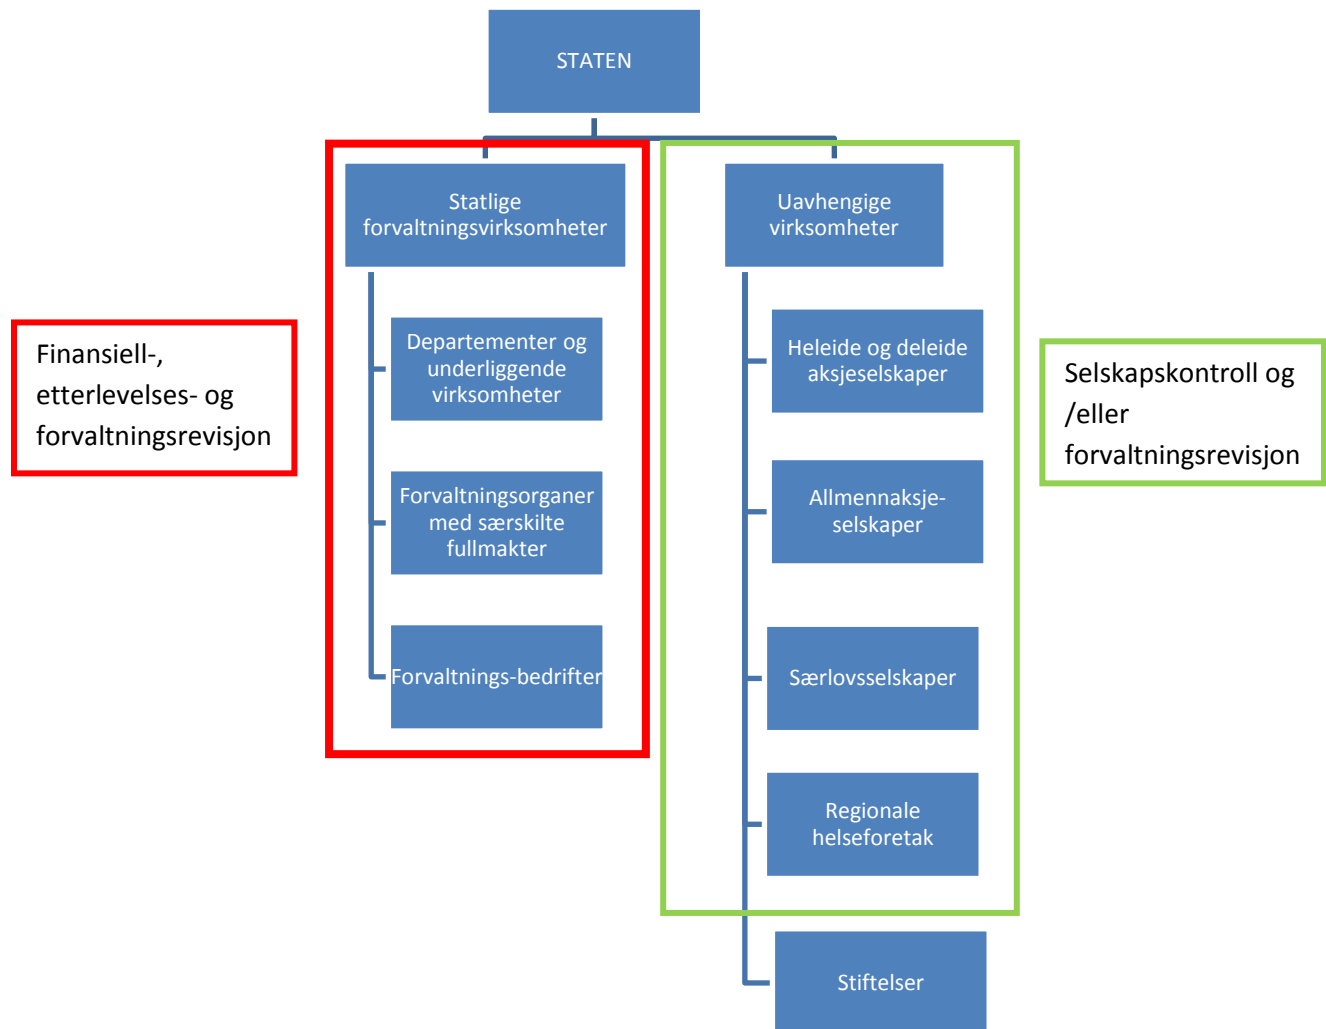 STATEN
Statlige
forvaltningsvirksomheter
Departementer og
underliggende
virksomheter
Forvaltningsorganer
med særskilte
fullmakter
Forvaltnings-bedrifter
Uavhengige
virksomheter
Heleide og deleide
aksjeselskaper
Allmennaksje-
selskaper
Særlovsselskaper
Regionale
helseforetak
Stiftelser
Finansiell-,
etterlevelses- og
forvaltningsrevisjon
Selskapskontroll og
/eller
forvaltningsrevisjon